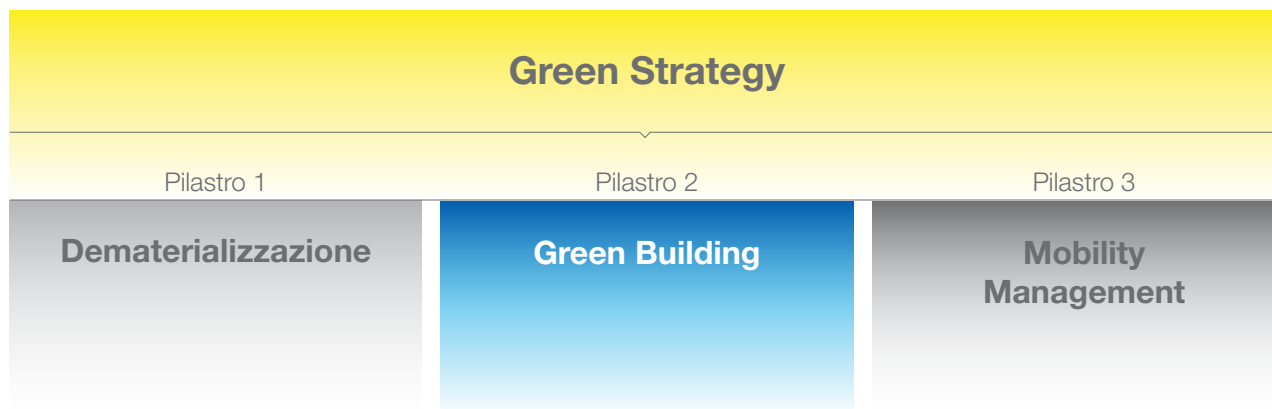 Green Strategy
Pilastro 1
Pilastro 2
Pilastro 3
Dematerializzazione
Green Building
Mobility
Management